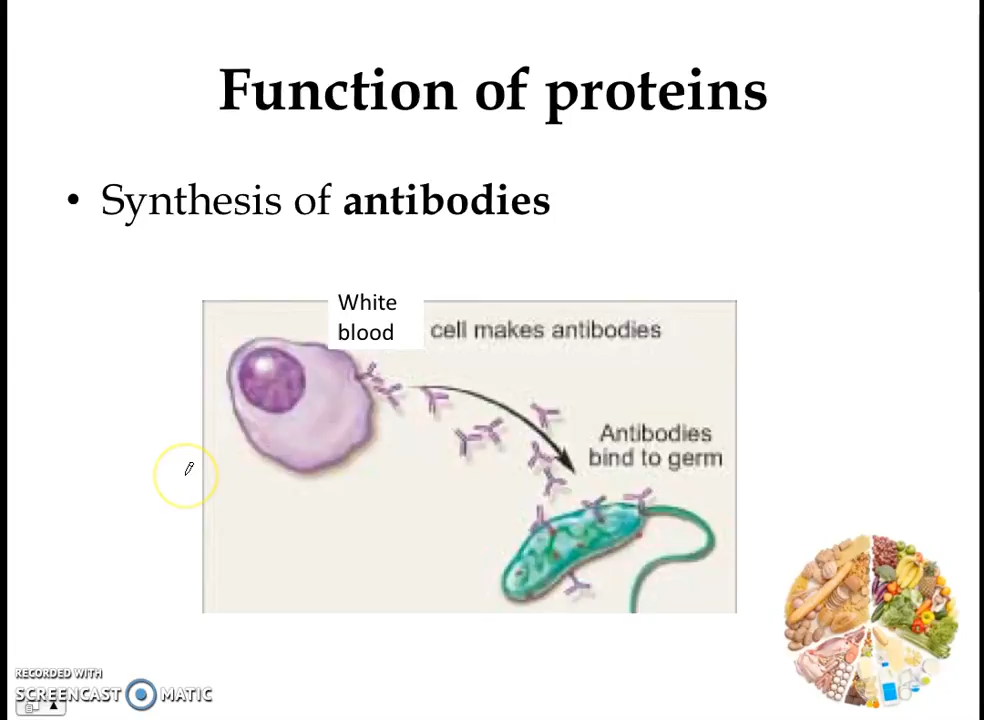 Function of proteins
• Synthesis of antibodies
White
blood
cell makes antibodies
Antibodies
bind to germ
RECORDED WITH
SCREENCAST MATIC